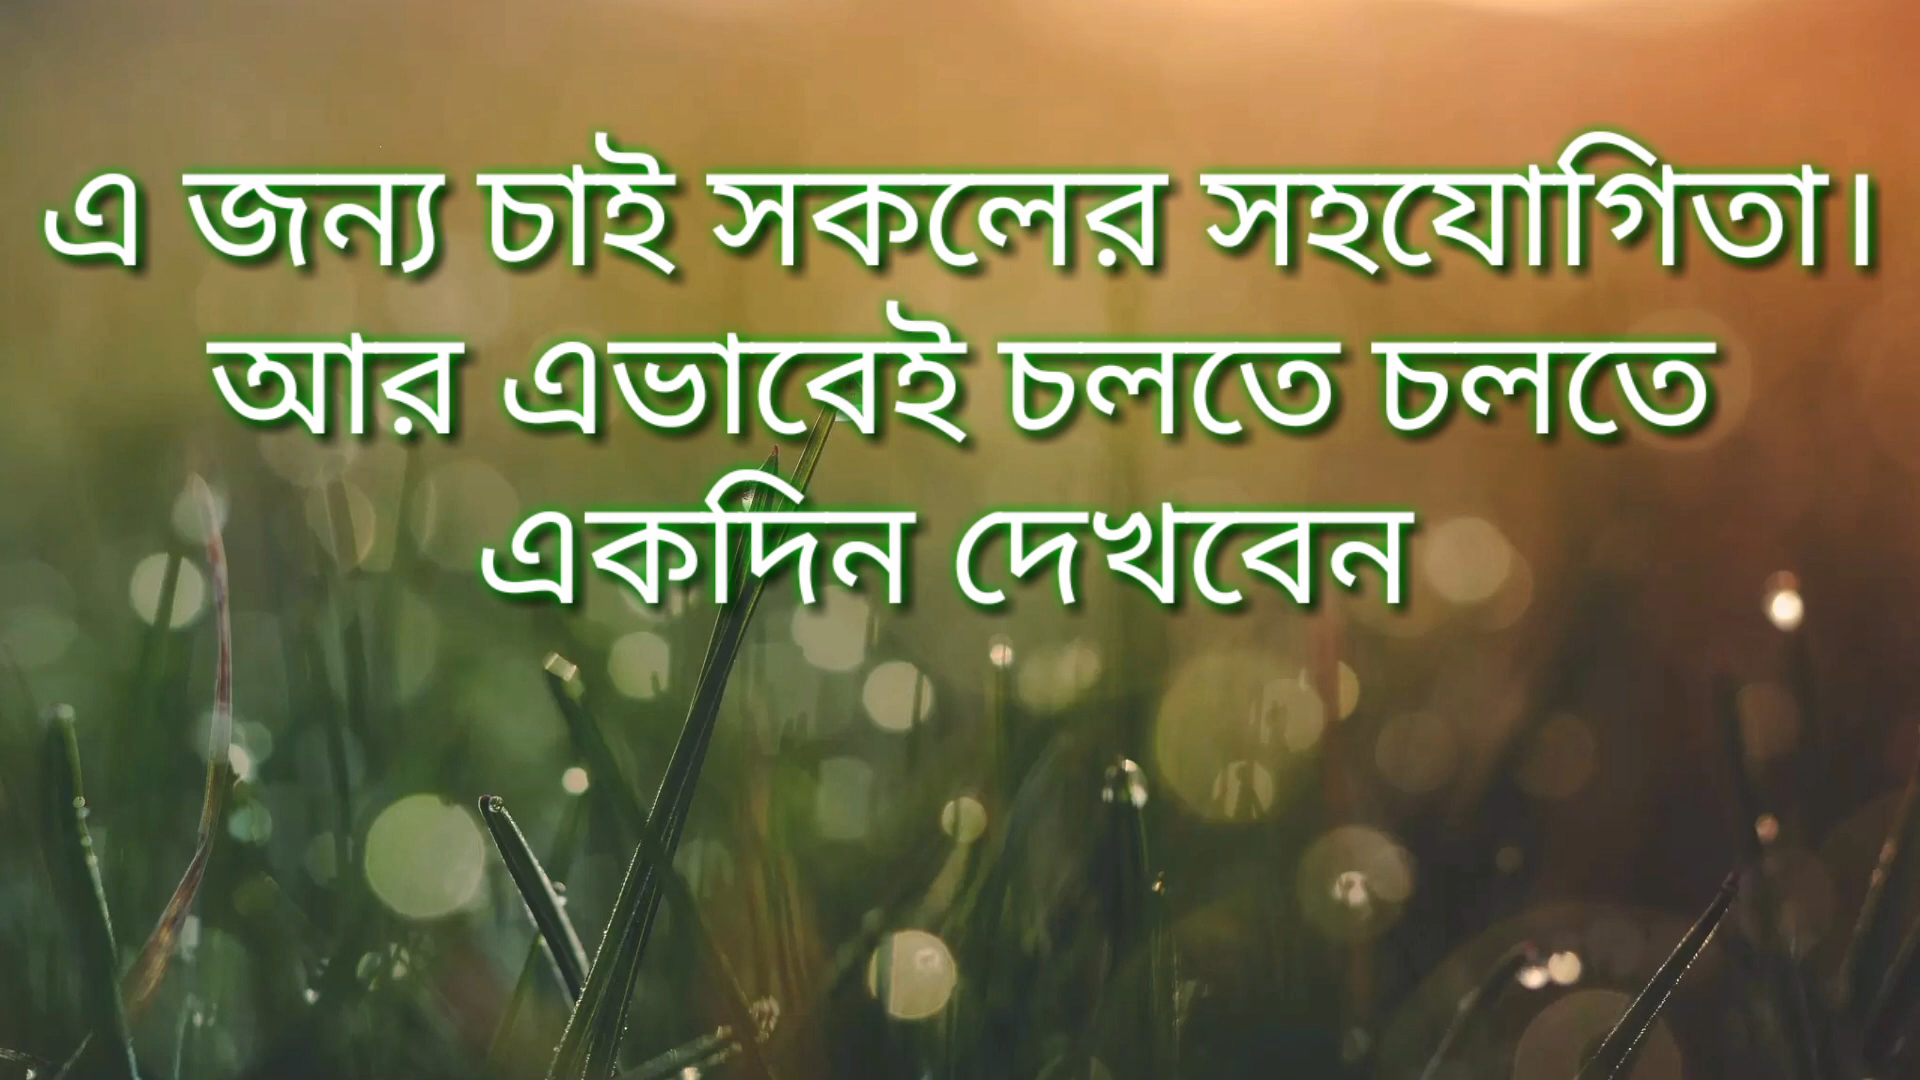 এ জন্য চাই সকলের সহযোগিতা।
আর এভাবেই চলতে চলতে
একদিন দেখবেন